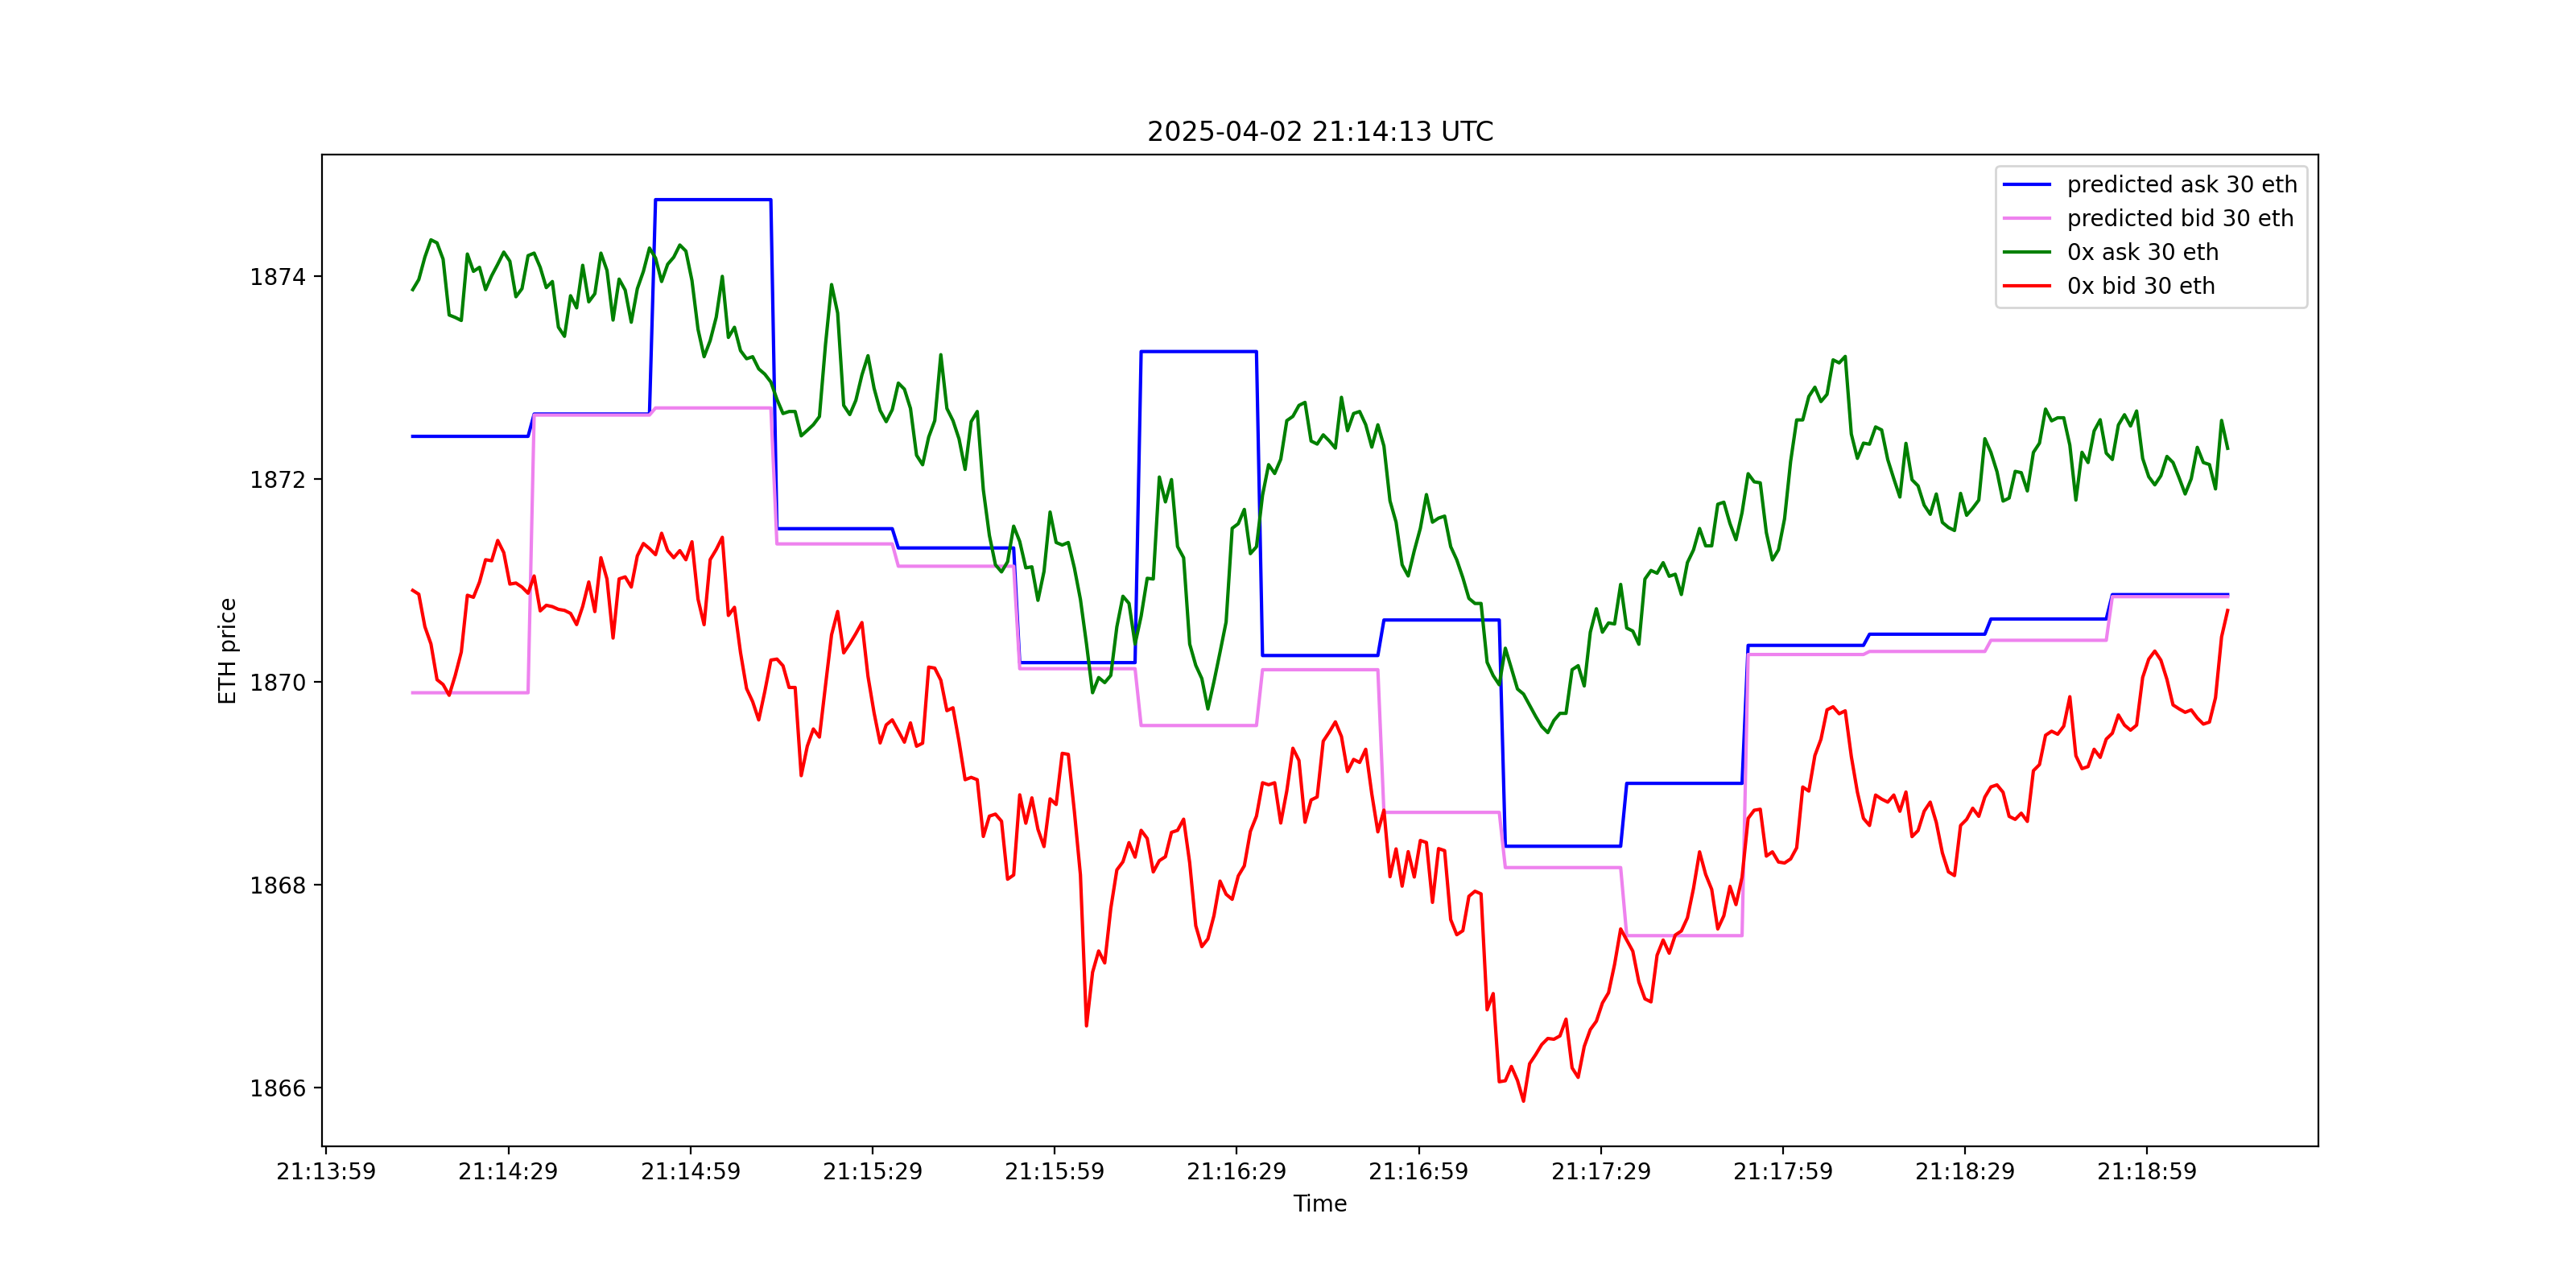 2025-04-02 21:14:13 UTC
predicted ask 30 eth
predicted bid 30 eth
0x ask 30 eth
0x bid 30 eth
1874
1872
1870
1868
1866
ETH price
21:13:59 21:14:29 21:14:59 21:15:29 21:15:59 21:16:29 21:16:59 21:17:29 21:17:59 21:18:29 21:18:59
Time